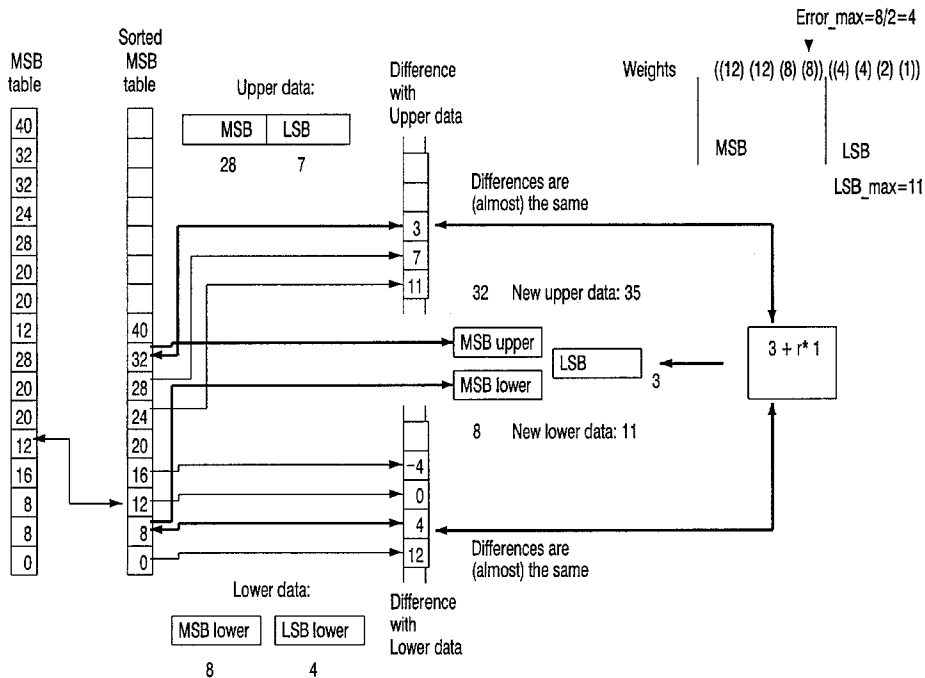 Error_max=8/2=4
Weights ((12) (12) (8) (8)) ((4) (4) (2) (1))
MSB
LSB
LSB_max=11
MSB
table
40
32
32
24
28
20
20
12
28
20
20
12
16
8
8
0
Sorted
MSB
table
40
32
28
24
20
16
12
8
0
Upper data:
MSB LSB
28 7
Difference
with
Upper data
3
7
11
Differences are
(almost) the same
32 New upper data: 35
MSB upper
MSB lower
LSB
3
3 + r* 1
8 New lower data: 11
-4
0
4
12
Differences are
(almost) the same
Difference
with
Lower data
Lower data:
MSB lower LSB lower
8 4